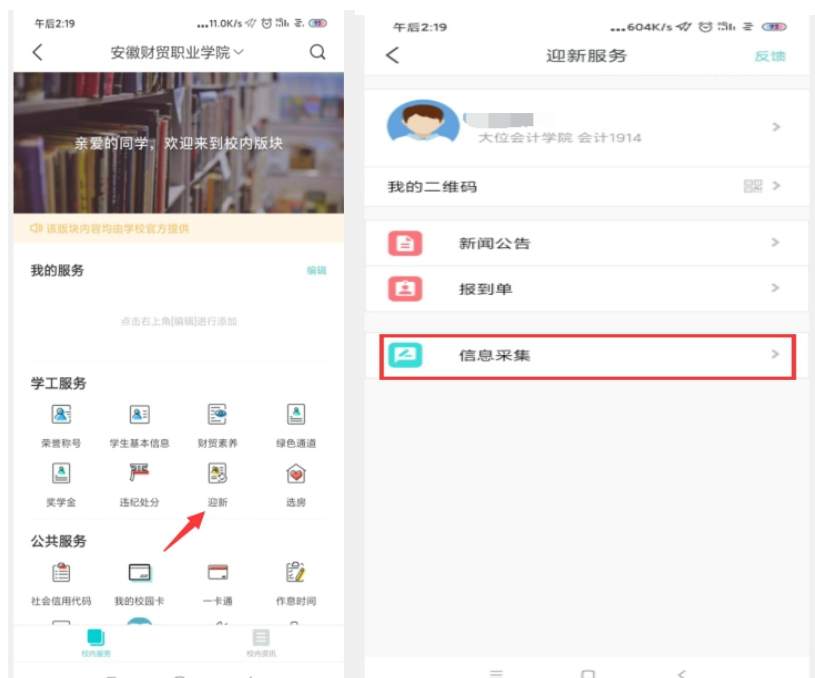 午后2:19
...11.0K/s
安徽财贸职业学院
亲爱的同学,欢迎来到校内版块
该版块内容均由学校官方提供
我的服务
编辑
点击右上角[编辑]进行添加
学工服务
荣誉称号 学生基本信息 财贸素养 绿色通道
奖学金 违纪处分 迎新 选房
公共服务
社会信用代码 我的校园卡 一卡通 作息时间
校内服务 校内资讯
午后2:19
...604K/s
迎新服务
反馈
大位会计学院 会计1914
我的二维码
新闻公告
报到单
信息采集